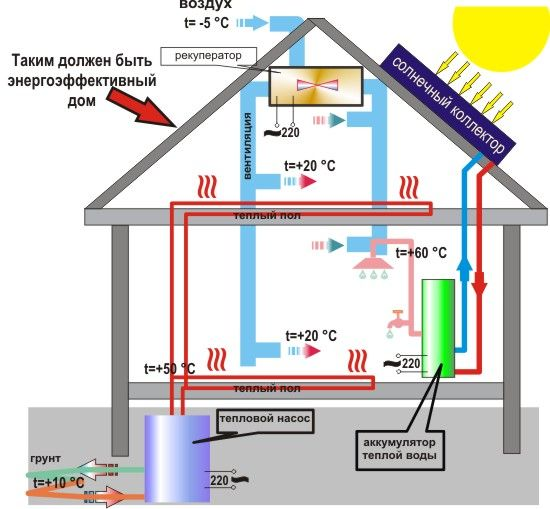 воздух
t= -5 °C
рекуператор
Таким должен быть
энергоэффективный
дом
солнечный коллектор
≈220
вентиляция
t=+20 °C
теплый пол
t=+60 °C
t=+20 °C
t=+50 °C
≈220
теплый пол
тепловой насос
аккумулятор
теплой воды
грунт
t=+10 °C
220≈